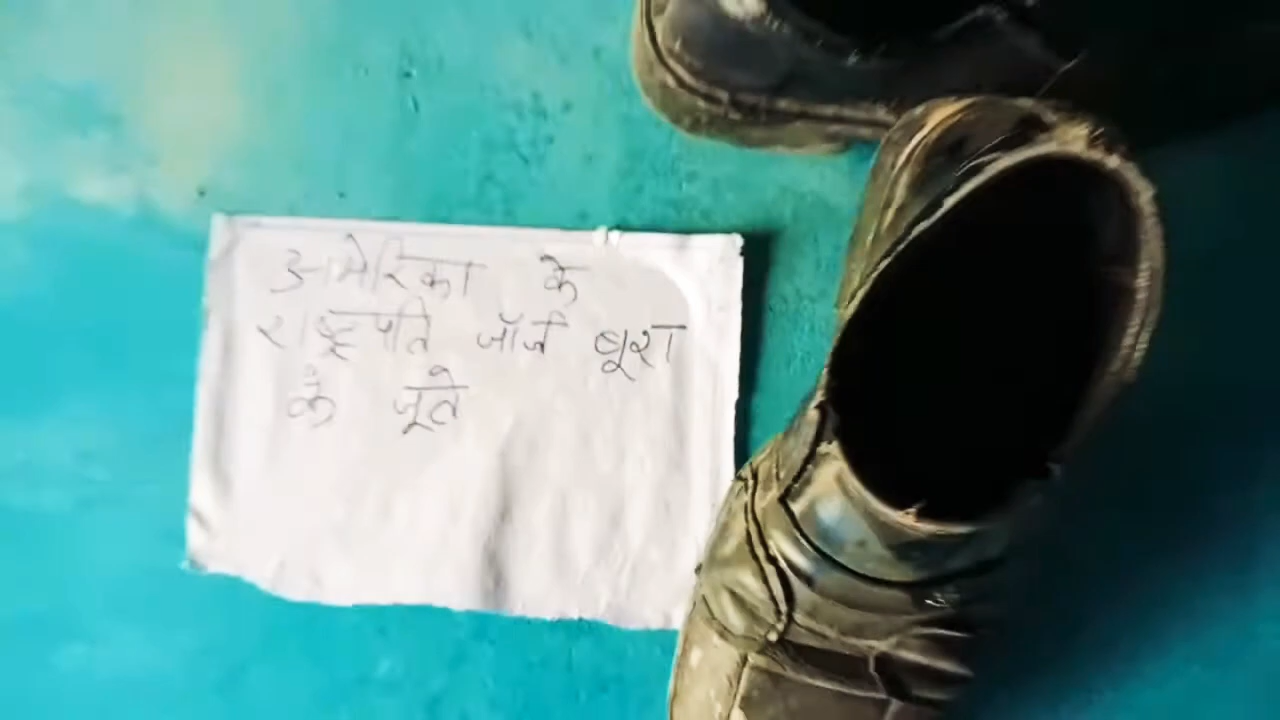 अमेरिका के
राष्ट्रपति जॉर्ज बूश
के जूते